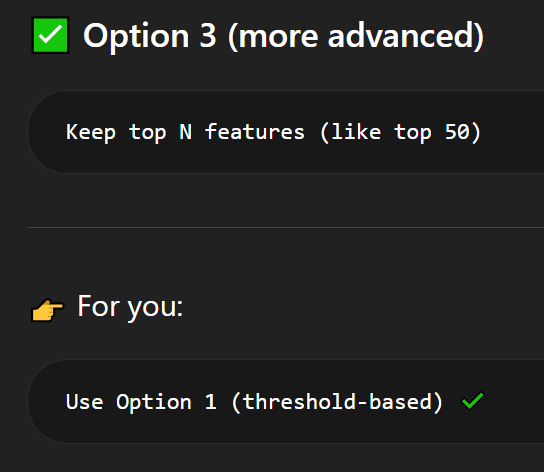 ✅ Option 3 (more advanced)
Keep top N features (like top 50)
👉 For you:
Use Option 1 (threshold-based) ✔